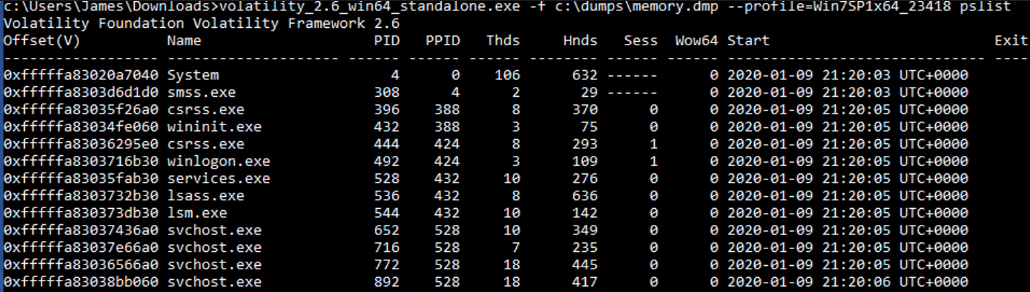 c:\Users\James\Downloads>volatility_2.6_win64_standalone.exe -f c:\dumps\memory.dmp --profile=Win7SP1x64_23418 pslist
Volatility Foundation Volatility Framework 2.6
Offset(V) Name PID PPID Thds Hnds Sess Wow64 Start Exit
------------------ -------------------- ------ ------ ------ -------- ------ ------ ------------------------------ ----
0xfffffa83020a7040 System 4 0 106 632 ------ 0 2020-01-09 21:20:03 UTC+0000
0xfffffa8303d6d1d0 smss.exe 308 4 2 29 ------ 0 2020-01-09 21:20:03 UTC+0000
0xfffffa83035f26a0 csrss.exe 396 388 8 370 0 0 2020-01-09 21:20:05 UTC+0000
0xfffffa83034fe060 wininit.exe 432 388 3 75 0 0 2020-01-09 21:20:05 UTC+0000
0xfffffa83036295e0 csrss.exe 444 424 8 293 1 0 2020-01-09 21:20:05 UTC+0000
0xfffffa8303716b30 winlogon.exe 492 424 3 109 1 0 2020-01-09 21:20:05 UTC+0000
0xfffffa83035fab30 services.exe 528 432 10 276 0 0 2020-01-09 21:20:05 UTC+0000
0xfffffa8303732b30 lsass.exe 536 432 8 636 0 0 2020-01-09 21:20:05 UTC+0000
0xfffffa830373db30 lsm.exe 544 432 10 142 0 0 2020-01-09 21:20:05 UTC+0000
0xfffffa83037436a0 svchost.exe 652 528 10 349 0 0 2020-01-09 21:20:05 UTC+0000
0xfffffa83037e66a0 svchost.exe 716 528 7 235 0 0 2020-01-09 21:20:05 UTC+0000
0xfffffa83036566a0 svchost.exe 772 528 18 445 0 0 2020-01-09 21:20:05 UTC+0000
0xfffffa83038bb060 svchost.exe 892 528 18 417 0 0 2020-01-09 21:20:06 UTC+0000